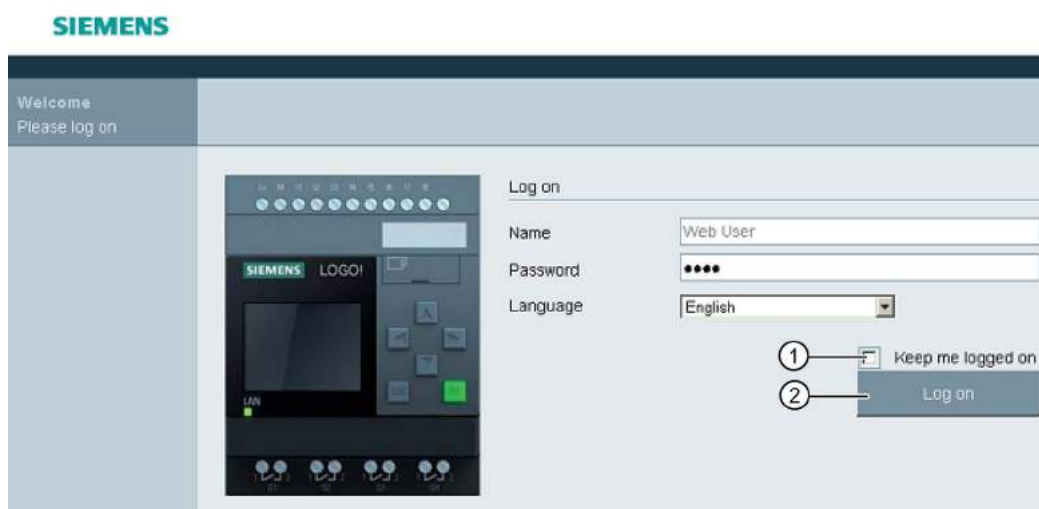 SIEMENS
Welcome
Please log on
Log on
Name
Web User
Password
Language
English
1
Keep me logged on
2
Log on
SIEMENS LOGO!
LAN